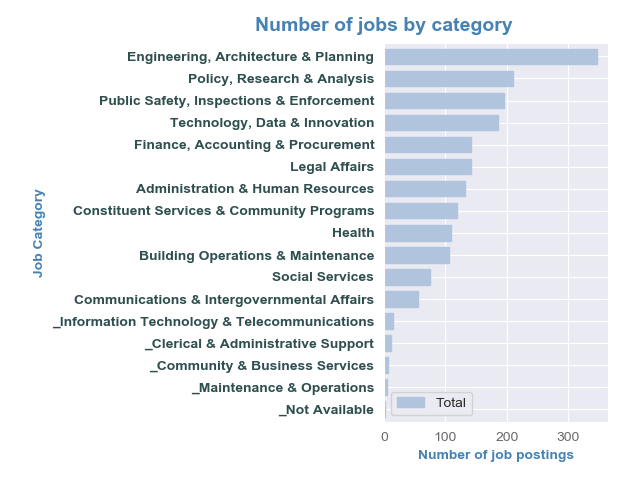 Number of jobs by category
Engineering, Architecture & Planning
Policy, Research & Analysis
Public Safety, Inspections & Enforcement
Technology, Data & Innovation
Finance, Accounting & Procurement
Legal Affairs
Administration & Human Resources
Constituent Services & Community Programs
Health
Building Operations & Maintenance
Social Services
Communications & Intergovernmental Affairs
_Information Technology & Telecommunications
_Clerical & Administrative Support
_Community & Business Services
_Maintenance & Operations
_Not Available
Job Category
Total
0 100 200 300
Number of job postings